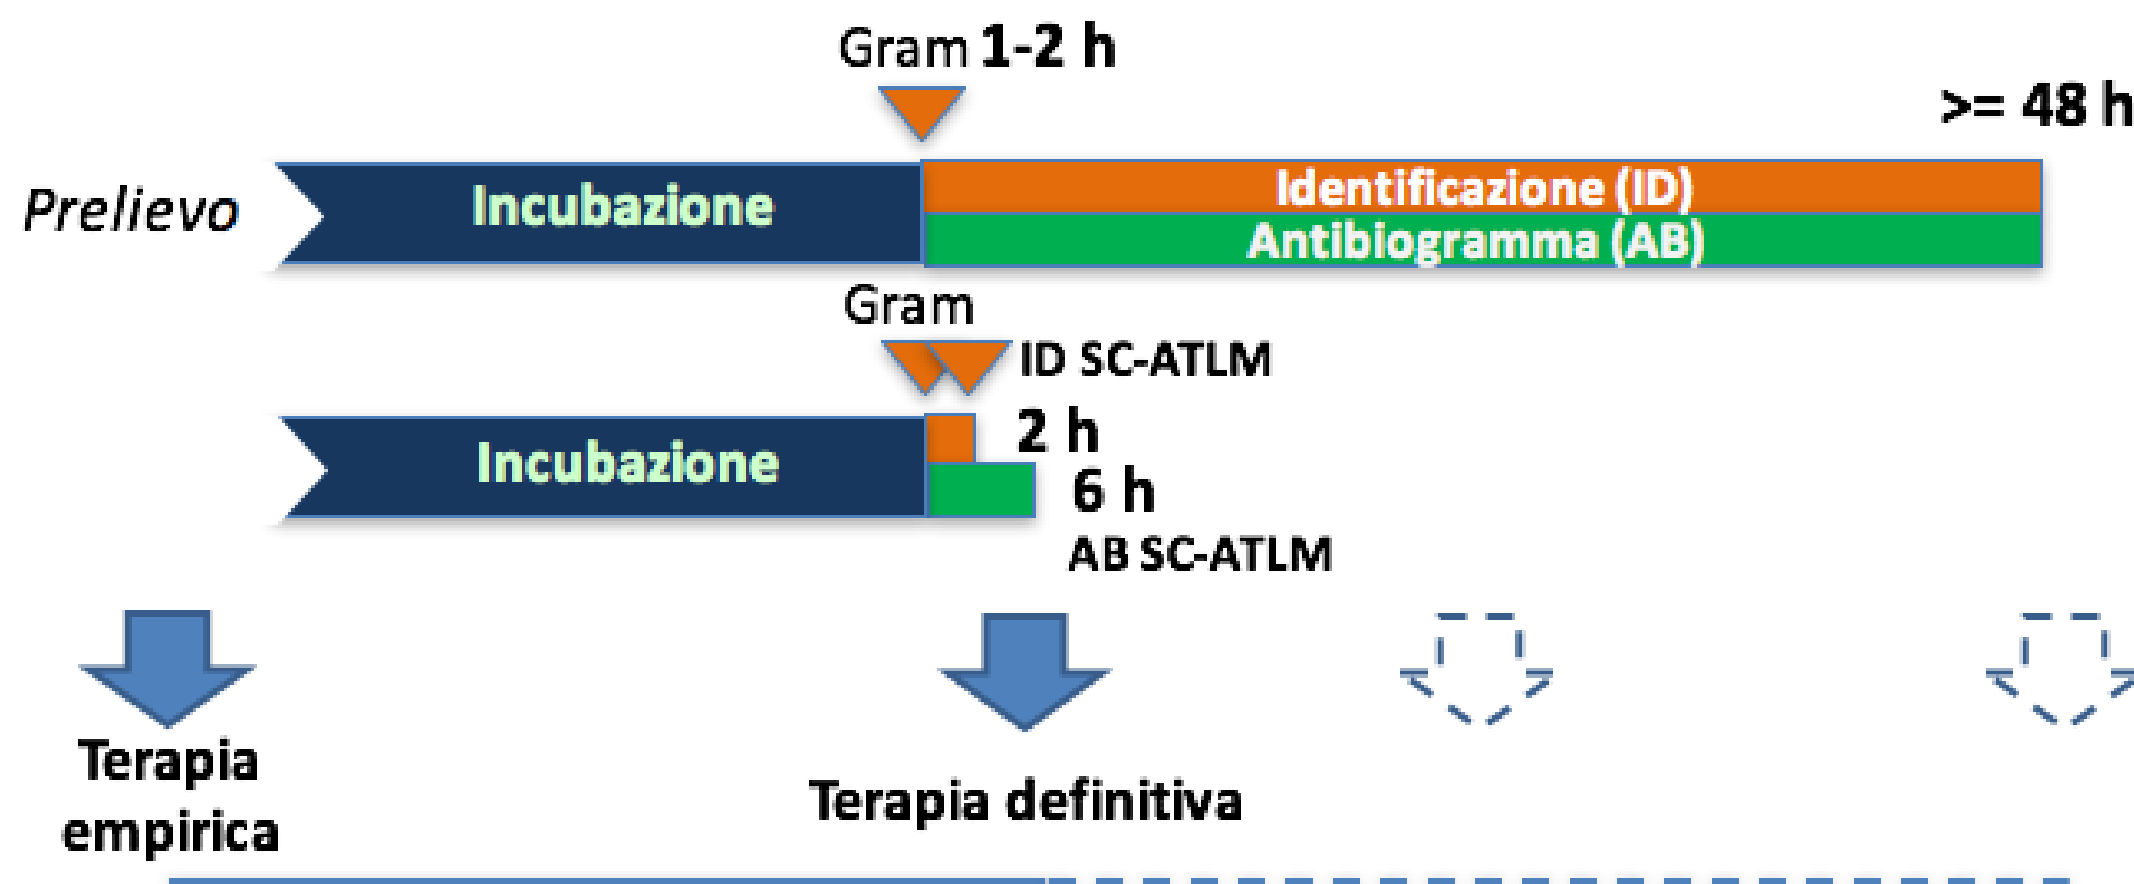 Gram 1-2 h
>= 48 h
Prelievo
Incubazione
Identificazione (ID)
Antibiogramma (AB)
Gram
ID SC-ATLM
Incubazione
2 h
6 h
AB SC-ATLM
Terapia
empirica
Terapia definitiva